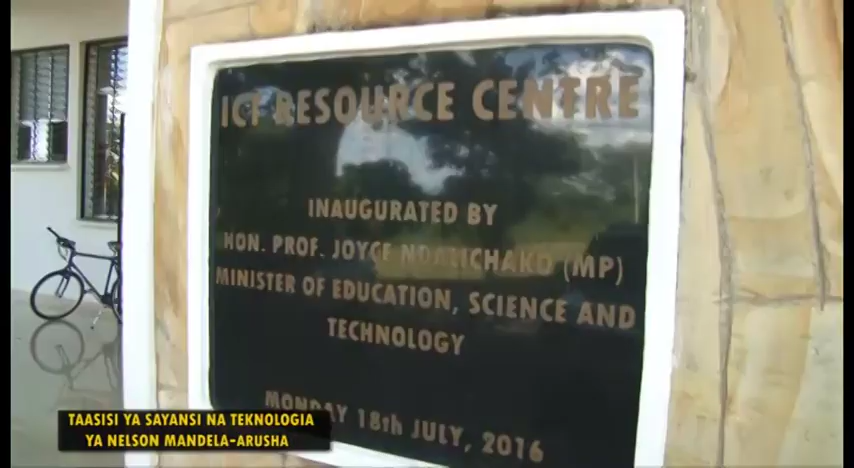 ICT RESOURCE CENTRE
INAUGURATED BY
HON. PROF. JOYCE NDALICHAKO (MP)
MINISTER OF EDUCATION, SCIENCE AND
TECHNOLOGY
MONDAY 18th JULY, 2016
TAASISI YA SAYANSI NA TEKNOLOGIA
YA NELSON MANDELA-ARUSHA